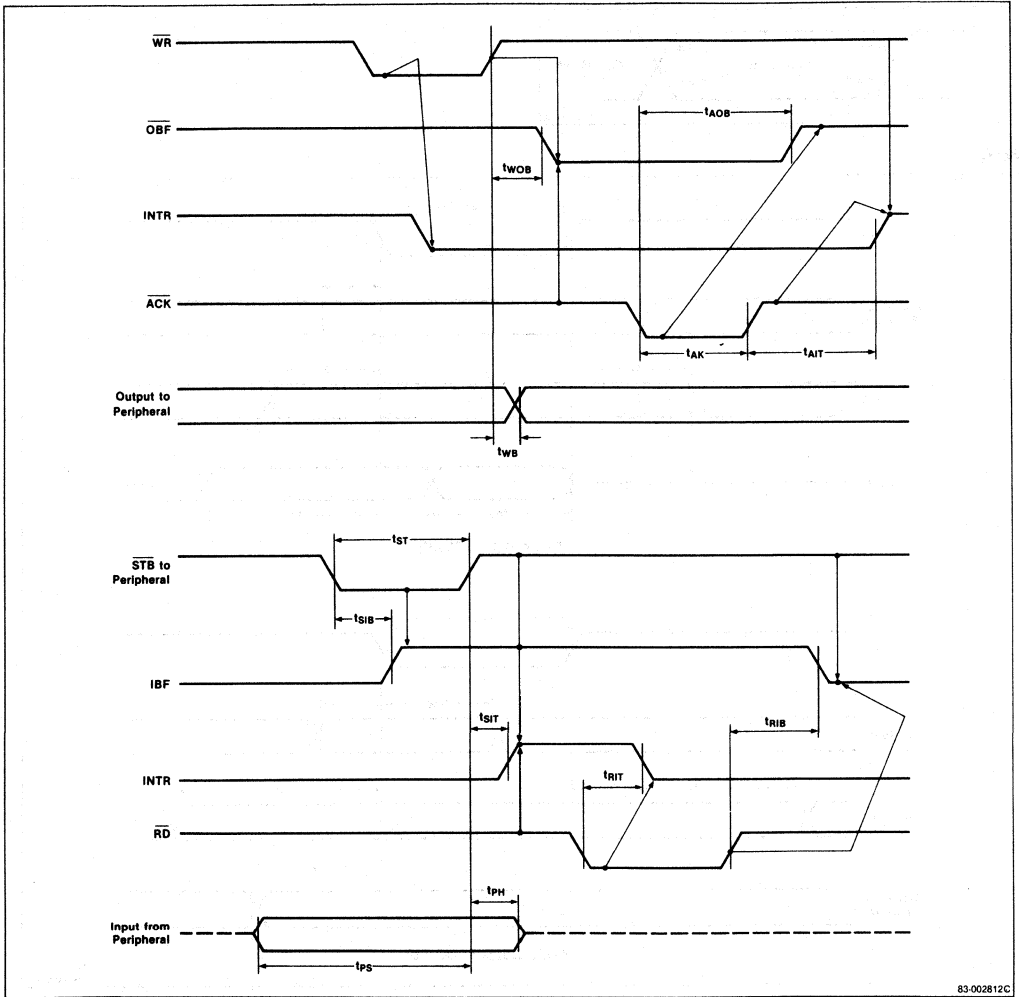 WR
OBF
tAOB
tWOB
INTR
ACK
tAK
tAIT
Output to
Peripheral
tWB
STB to
Peripheral
tST
tSIB
IBF
tSIT
tRIB
INTR
tRIT
RD
tPH
Input from
Peripheral
tPS
83-002812C